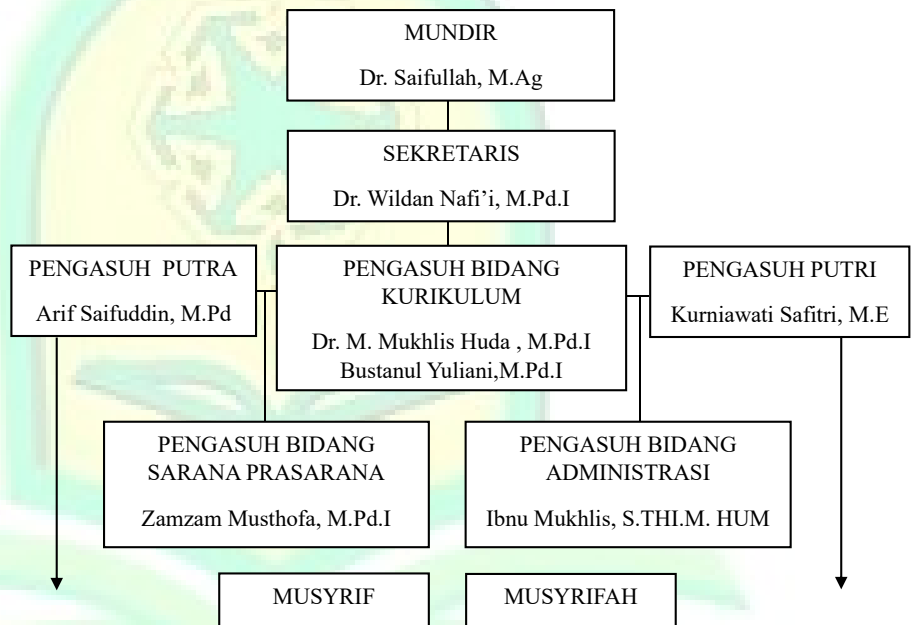 MUNDIR
Dr. Saifullah, M.Ag
SEKRETARIS
Dr. Wildan Nafi’i, M.Pd.I
PENGASUH PUTRA
Arif Saifuddin, M.Pd
PENGASUH BIDANG
KURIKULUM
Dr. M. Mukhlis Huda , M.Pd.I
Bustanul Yuliani,M.Pd.I
PENGASUH PUTRI
Kurniawati Safitri, M.E
PENGASUH BIDANG
SARANA PRASARANA
Zamzam Musthofa, M.Pd.I
PENGASUH BIDANG
ADMINISTRASI
Ibnu Mukhlis, S.THI.M. HUM
MUSYRIF
MUSYRIFAH